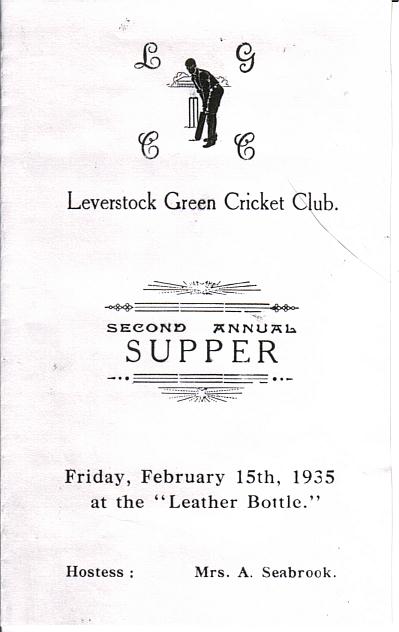 L G
C C
Leverstock Green Cricket Club.
SECOND ANNUAL
SUPPER
Friday, February 15th, 1935
at the "Leather Bottle."
Hostess : Mrs. A. Seabrook.